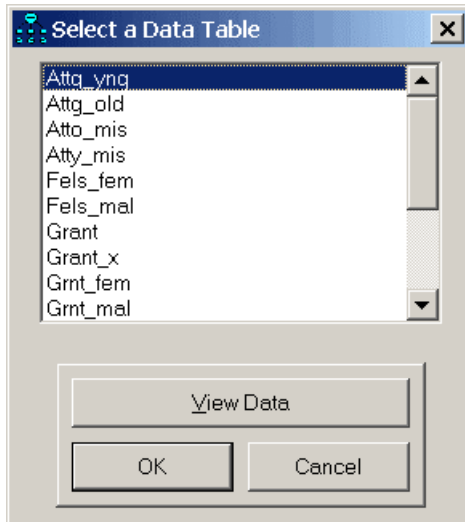 Select a Data Table
Attg_yng
Attg_old
Atto_mis
Atty_mis
Fels_fem
Fels_mal
Grant
Grant_x
Grnt_fem
Grnt_mal
View Data
OK
Cancel